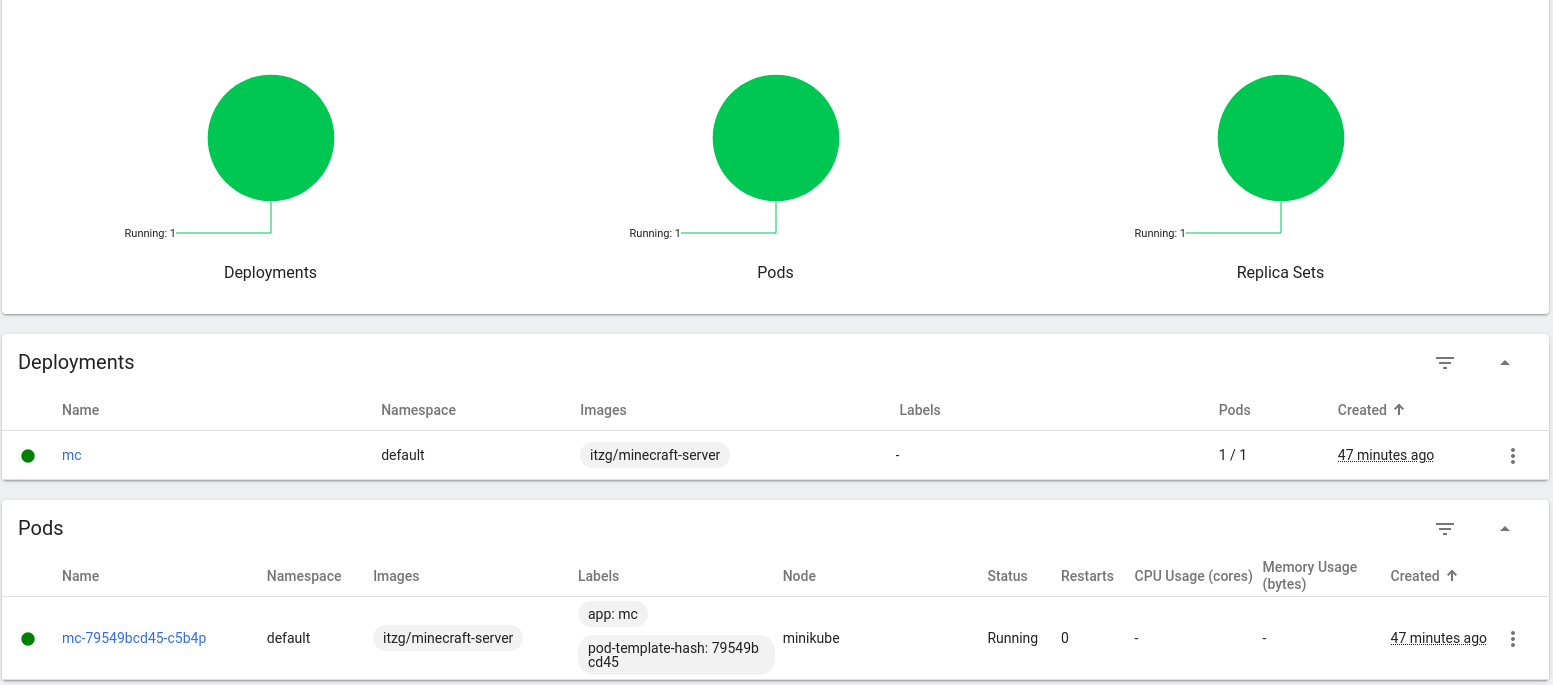 Running: 1 Running: 1 Running: 1
Deployments Pods Replica Sets
Deployments
Name Namespace Images Labels Pods Created
mc default itzg/minecraft-server - 1 / 1 47 minutes ago
Pods
Name Namespace Images Labels Node Status Restarts CPU Usage (cores) Memory Usage (bytes) Created
mc-79549bcd45-c5b4p default itzg/minecraft-server app: mc minikube Running 0 - - 47 minutes ago
pod-template-hash: 79549b
cd45